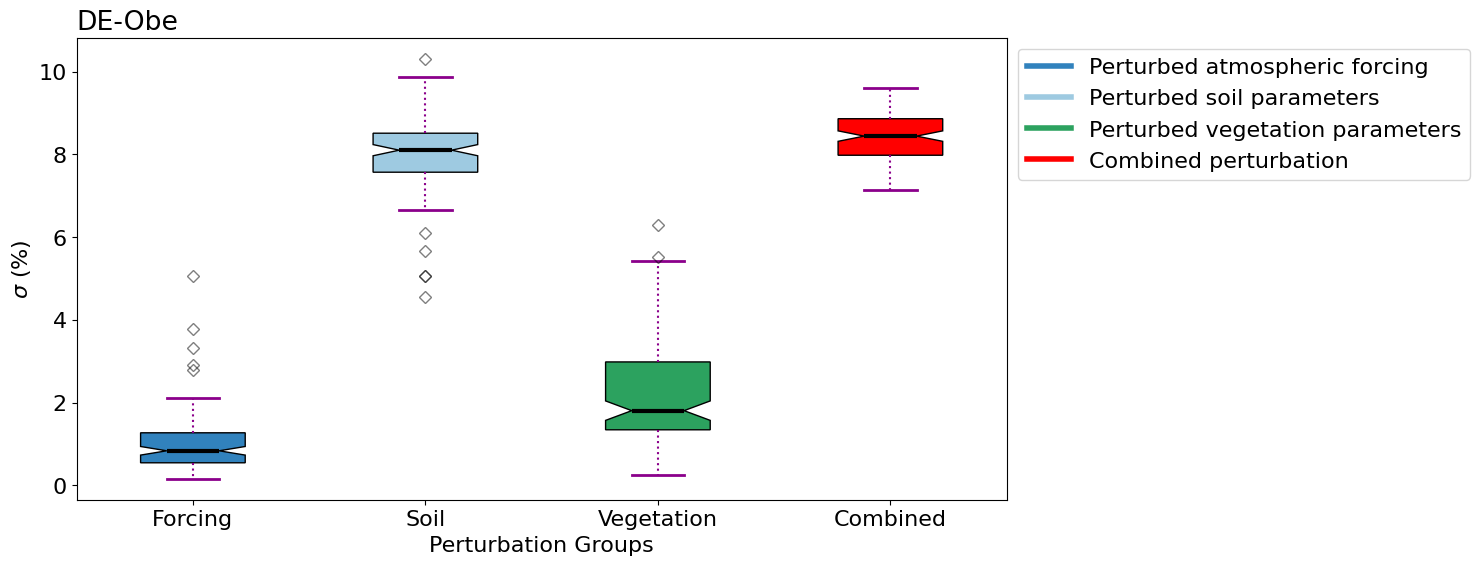 DE-Obe
10
8
6
4
2
0
σ (%)
Forcing Soil Vegetation Combined
Perturbation Groups
Perturbed atmospheric forcing
Perturbed soil parameters
Perturbed vegetation parameters
Combined perturbation